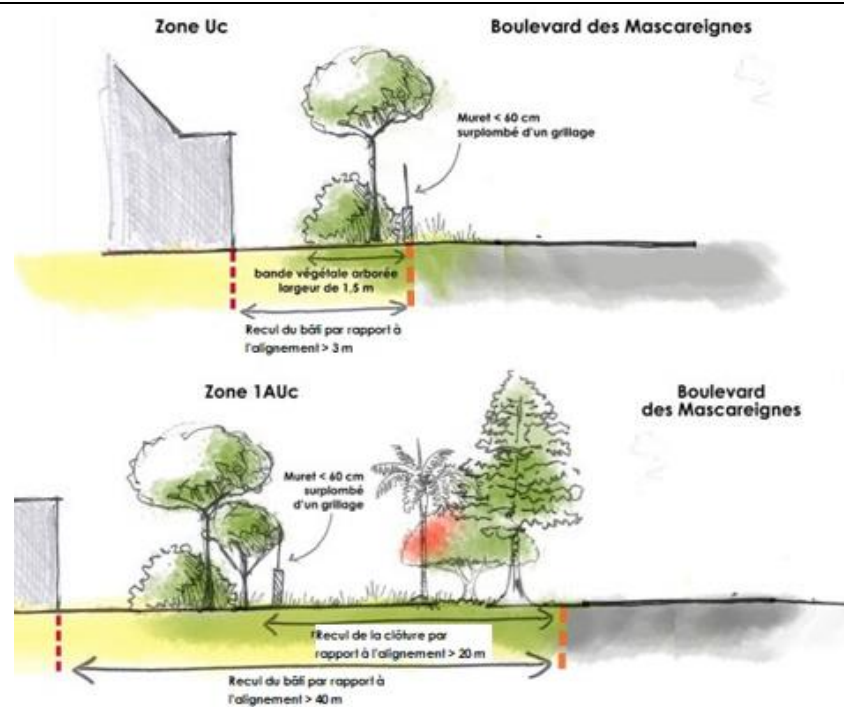 Zone Uc
Boulevard des Mascareignes
Muret < 60 cm
surplombé d'un grillage
bande végétale arborée
largeur de 1,5 m
Recul du bâti par rapport à
l'alignement > 3 m
Zone 1AUc
Boulevard
des Mascareignes
Muret < 60 cm
surplombé
d'un grillage
Recul de la clôture par
rapport à l'alignement > 20 m
Recul du bâti par rapport à
l'alignement > 40 m